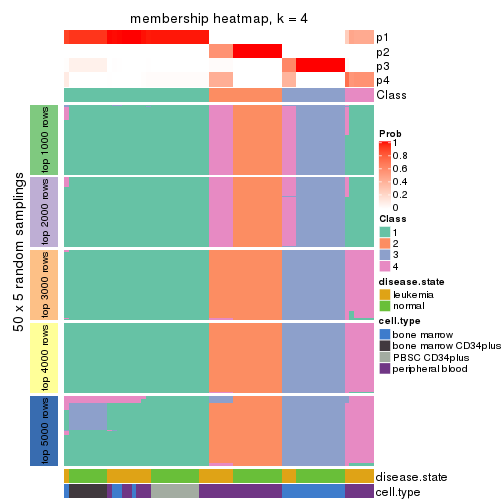 membership heatmap, k = 4
p1
p2
p3
p4
Class
50 x 5 random samplings
top 1000 rows
top 2000 rows
top 3000 rows
top 4000 rows
top 5000 rows
Prob
1
0.8
0.6
0.4
0.2
0
Class
1
2
3
4
disease.state
leukemia
normal
cell.type
bone marrow
bone marrow CD34plus
PBSC CD34plus
peripheral blood
disease.state
cell.type